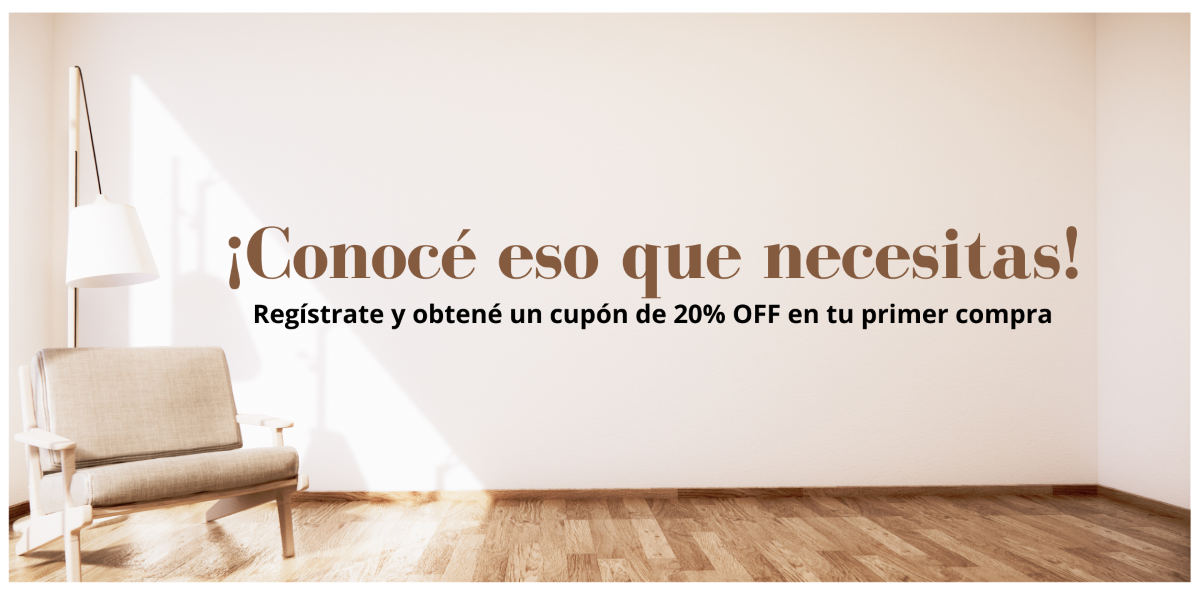 ¡Conocé eso que necesitas!
Regístrate y obtené un cupón de 20% OFF en tu primer compra